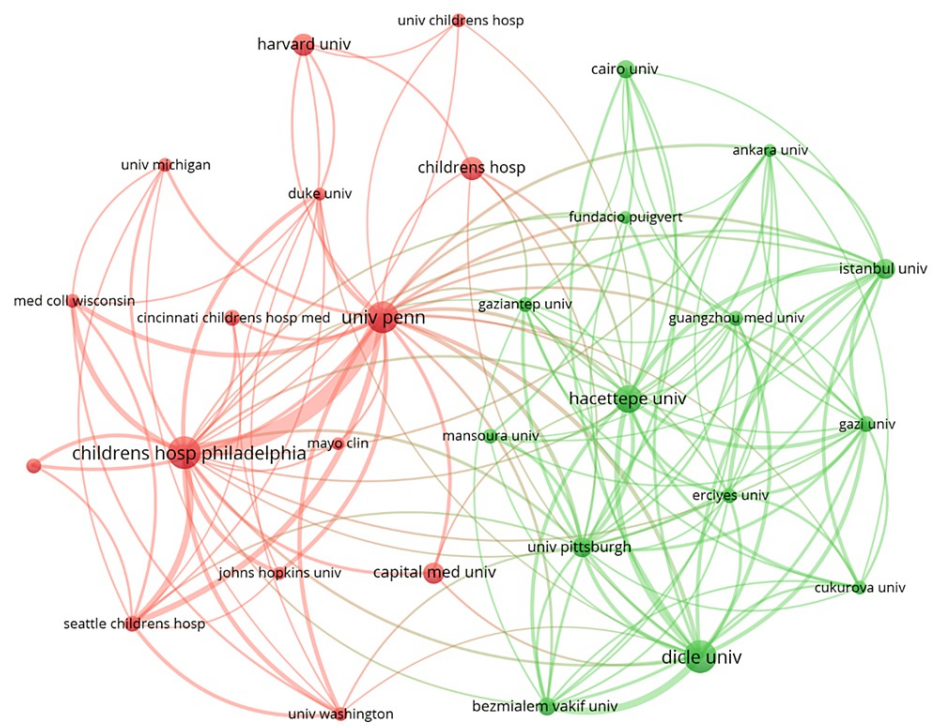 univ childrens hosp
harvard univ
cairo univ
ankara univ
univ michigan
childrens hosp
duke univ
fundacio puigvert
istanbul univ
med coll wisconsin
gaziantep univ
cincinnati childrens hosp med
univ penn
guangzhou med univ
hacettepe univ
gazi univ
mansoura univ
mayo clin
childrens hosp philadelphia
erciyes univ
univ pittsburgh
johns hopkins univ
capital med univ
cukurova univ
seattle childrens hosp
dicle univ
bezmialem vakif univ
univ washington